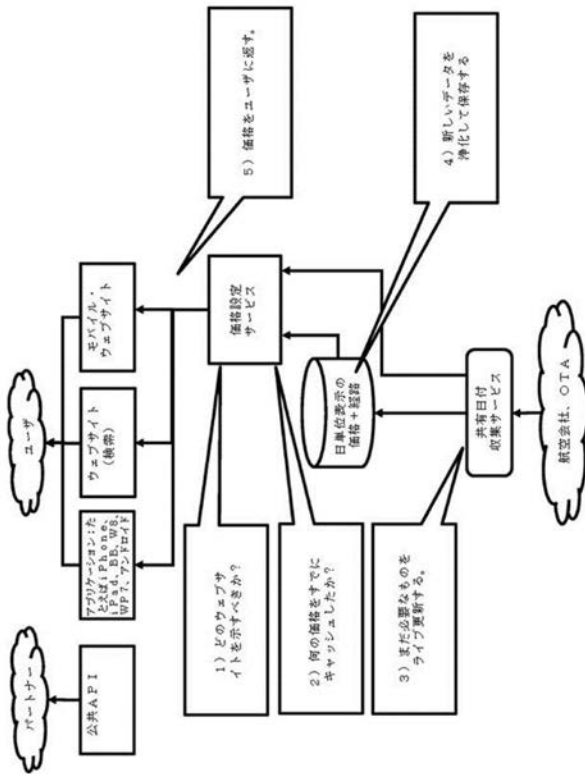 パートナー
ユーザ
公共API
アプリケーション：た
とえばiPhone、
iPad、BB、W8、
WP7、アンドロイド
ウェブサイト
(検索)
モバイル・
ウェブサイト
5) 価格をユーザに返す。
1) どのウェブサ
イトを示すべきか?
価格設定
サービス
2) 何の価格をすでに
キャッシュしたか?
日単位表示の
価格＋経路
4) 新しいデータを
浄化して保存する
3) まだ必要なものを
ライブ更新する。
共有日付
収集サービス
航空会社、OTA